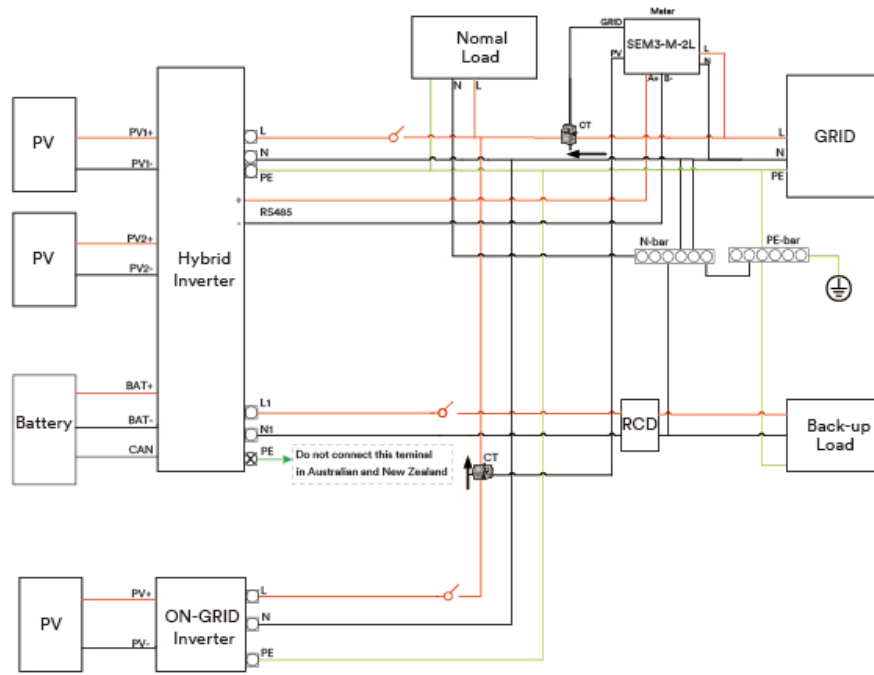 Meter
GRID
SEM3-M-2L
PV
L
N
A+ B-
Nomal
Load
N L
PV
PV1+
PV1-
Hybrid
Inverter
L
N
PE
CT
L
N
PE
GRID
+
RS485
-
PV
PV2+
PV2-
N-bar
PE-bar
Battery
BAT+
BAT-
CAN
L1
N1
PE
Do not connect this teminal
in Australian and New Zealand
CT
RCD
Back-up
Load
PV
PV+
PV-
ON-GRID
Inverter
L
N
PE